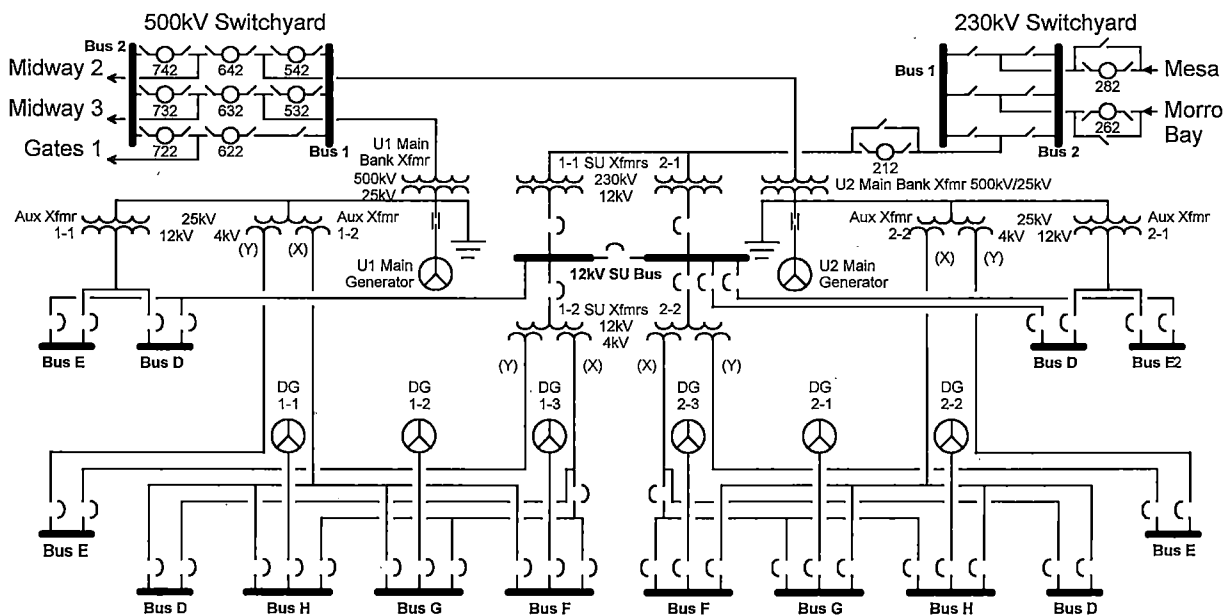 500kV Switchyard
230kV Switchyard
Bus 2
Midway 2
742
642
542
Midway 3
732
632
532
Gates 1
722
622
Bus 1
Bus 1
282
Mesa
262
Morro
Bay
Bus 2
212
U1 Main
Bank Xfmr
500kV
25kV
1-1 SU Xfmrs 2-1
230kV
12kV
U2 Main Bank Xfmr 500kV/25kV
Aux Xfmr
1-1
25kV
12kV
4kV
(Y)
(X)
Aux Xfmr
1-2
U1 Main
Generator
12kV SU Bus
U2 Main
Generator
Aux Xfmr
2-2
(X)
(Y)
25kV
4kV
12kV
Aux Xfmr
2-1
1-2 SU Xfmrs 2-2
12kV
4kV
(Y)
(X)
(X)
(Y)
Bus E
Bus D
Bus D
Bus E2
DG
1-1
DG
1-2
DG
1-3
DG
2-3
DG
2-1
DG
2-2
Bus E
Bus E
Bus D
Bus H
Bus G
Bus F
Bus F
Bus G
Bus H
Bus D